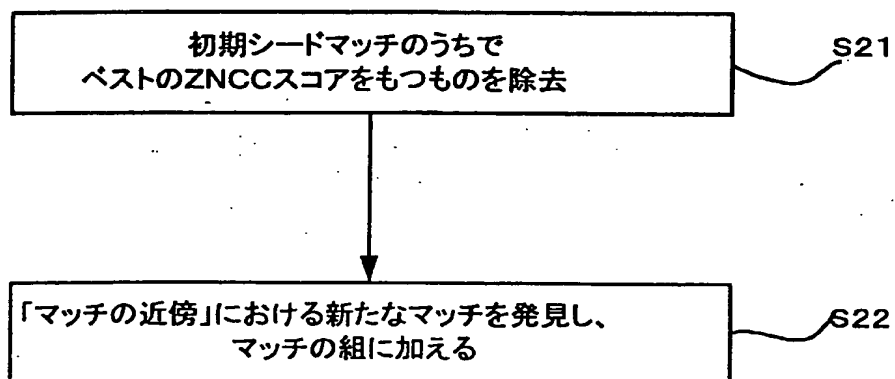 初期シードマッチのうちで
ベストのZNCCスコアをもつものを除去
S21
「マッチの近傍」における新たなマッチを発見し、
マッチの組に加える
S22